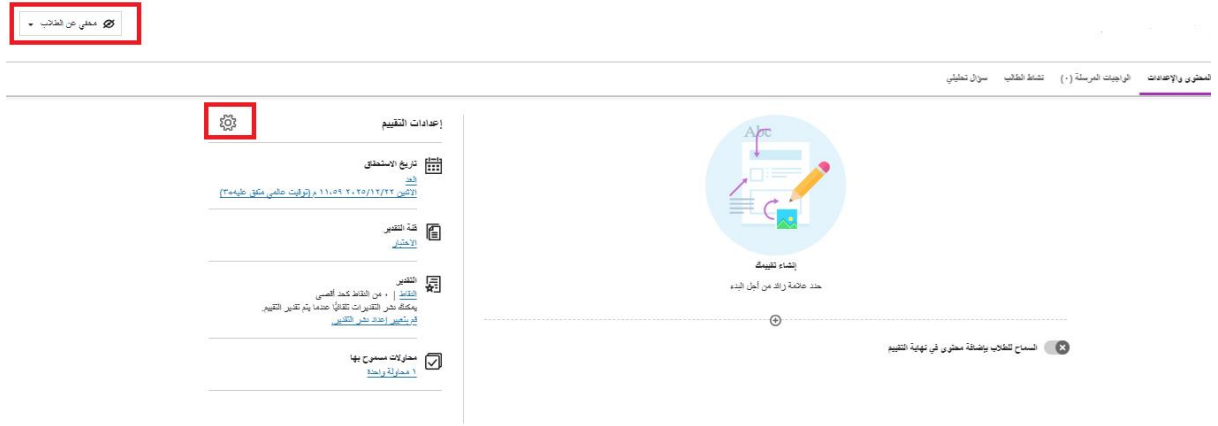 مخفي عن الطلاب
المحتوى والإعدادات
الواجبات المرسلة (٠)
نشاط الطالب
سؤال تحليلي
إعدادات التقييم
تاريخ الاستحقاق
الغد
الاثنين ٢٠٢٥/١٢/٢٢ ١١:٥٩ م (توقيت عالمي متفق عليه+٣)
فئة التقدير
الاختبار
التقدير
النقاط | ٠ من النقاط كحد أقصى
يمكنك نشر التقديرات تلقائيًا عندما يتم تقدير التقييم.
قم بتغيير إعداد نشر التقدير.
محاولات مسموح بها
١ محاولة واحدة
Abc
إنشاء تقييمك
حدد علامة زائد من أجل البدء
السماح للطلاب بإضافة محتوى في نهاية التقييم